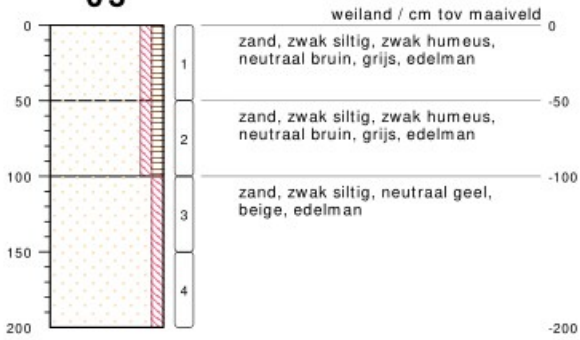 weiland / cm tov maaiveld
0
0
zand, zwak siltig, zwak humeus,
neutraal bruin, grijs, edelman
1
50
-50
zand, zwak siltig, zwak humeus,
neutraal bruin, grijs, edelman
2
100
-100
zand, zwak siltig, neutraal geel,
beige, edelman
3
150
4
200
-200